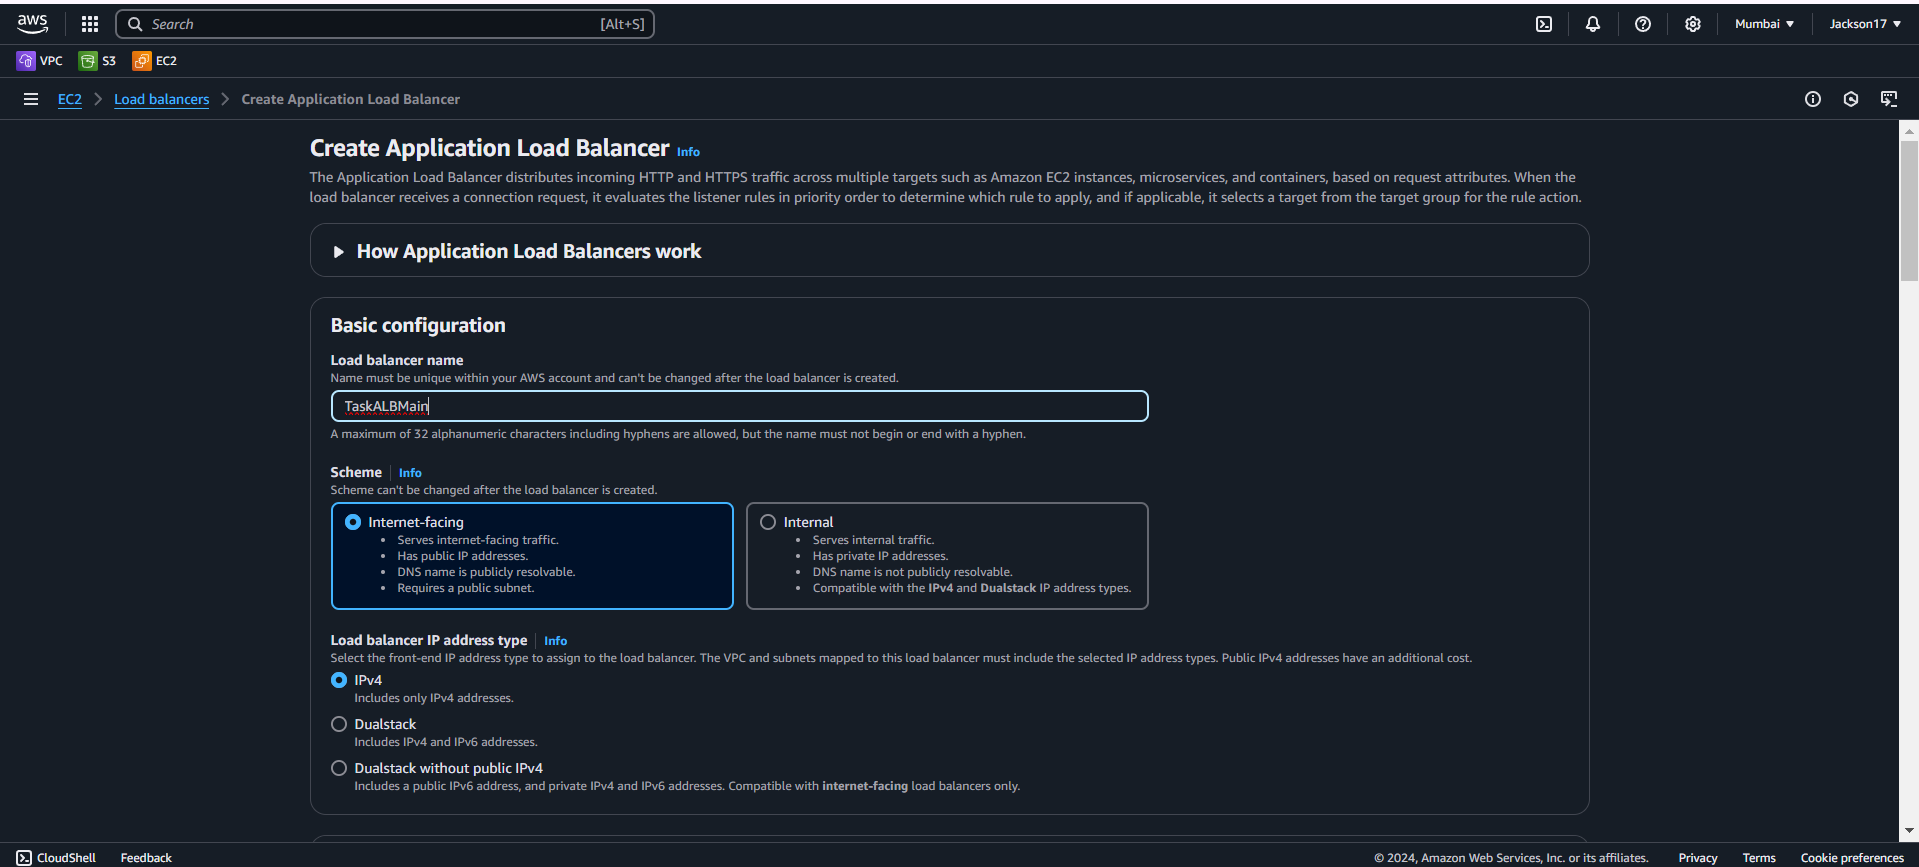 aws
Search [Alt+S]
Mumbai
Jackson17
VPC
S3
EC2
EC2 Load balancers Create Application Load Balancer
Create Application Load Balancer Info
The Application Load Balancer distributes incoming HTTP and HTTPS traffic across multiple targets such as Amazon EC2 instances, microservices, and containers, based on request attributes. When the
load balancer receives a connection request, it evaluates the listener rules in priority order to determine which rule to apply, and if applicable, it selects a target from the target group for the rule action.
How Application Load Balancers work
Basic configuration
Load balancer name
Name must be unique within your AWS account and can't be changed after the load balancer is created.
TaskALBMain
A maximum of 32 alphanumeric characters including hyphens are allowed, but the name must not begin or end with a hyphen.
Scheme Info
Scheme can't be changed after the load balancer is created.
Internet-facing
• Serves internet-facing traffic.
• Has public IP addresses.
• DNS name is publicly resolvable.
• Requires a public subnet.
Internal
• Serves internal traffic.
• Has private IP addresses.
• DNS name is not publicly resolvable.
• Compatible with the IPv4 and Dualstack IP address types.
Load balancer IP address type Info
Select the front-end IP address type to assign to the load balancer. The VPC and subnets mapped to this load balancer must include the selected IP address types. Public IPv4 addresses have an additional cost.
IPv4
Includes only IPv4 addresses.
Dualstack
Includes IPv4 and IPv6 addresses.
Dualstack without public IPv4
Includes a public IPv6 address, and private IPv4 and IPv6 addresses. Compatible with internet-facing load balancers only.
CloudShell Feedback © 2024, Amazon Web Services, Inc. or its affiliates. Privacy Terms Cookie preferences